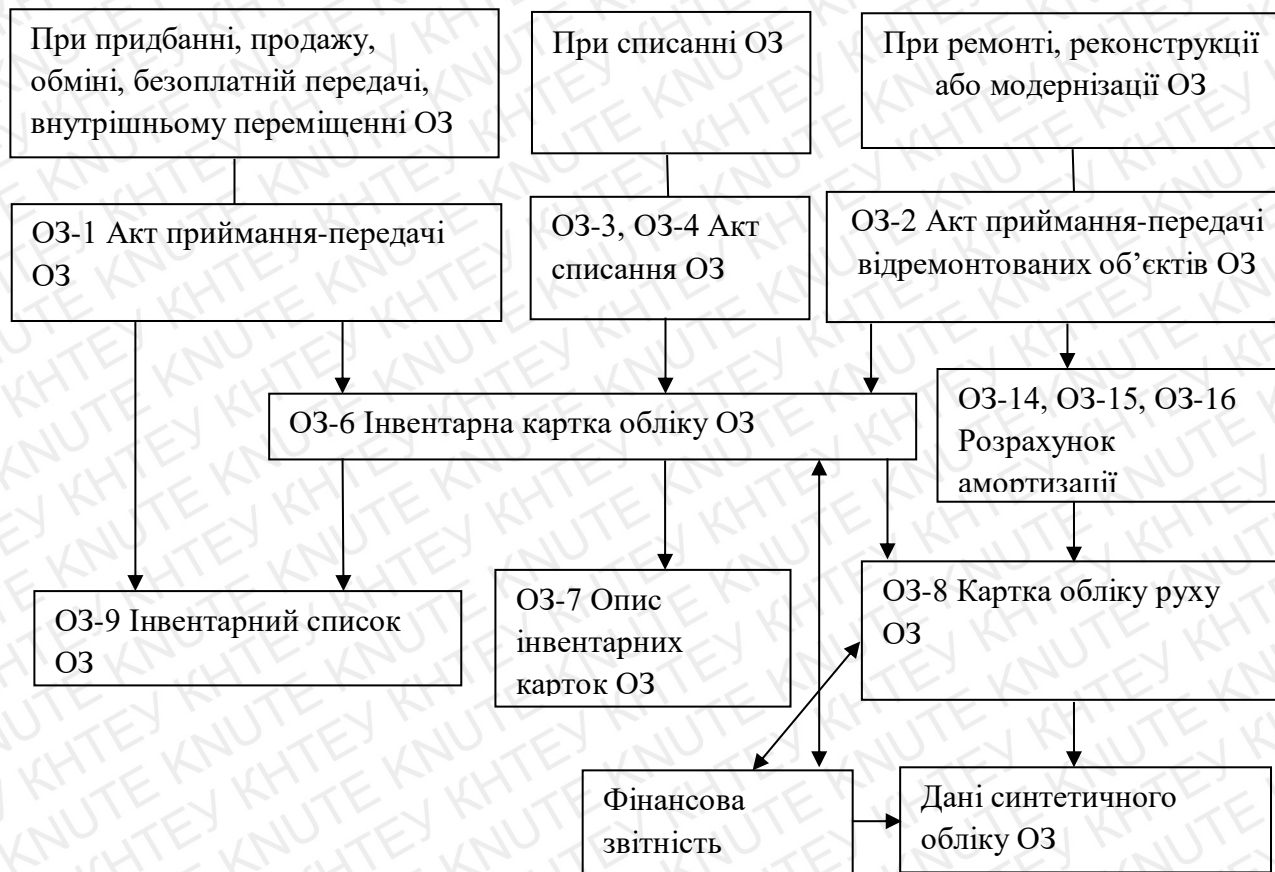 При придбанні, продажу,
обміні, безоплатній передачі,
внутрішньому переміщенні ОЗ
При списанні ОЗ
При ремонті, реконструкції
або модернізації ОЗ
ОЗ-1 Акт приймання-передачі
ОЗ
ОЗ-3, ОЗ-4 Акт
списання ОЗ
ОЗ-2 Акт приймання-передачі
відремонтованих об’єктів ОЗ
ОЗ-6 Інвентарна картка обліку ОЗ
ОЗ-14, ОЗ-15, ОЗ-16
Розрахунок
амортизації
ОЗ-9 Інвентарний список
ОЗ
ОЗ-7 Опис
інвентарних
карток ОЗ
ОЗ-8 Картка обліку руху
ОЗ
Фінансова
звітність
Дані синтетичного
обліку ОЗ